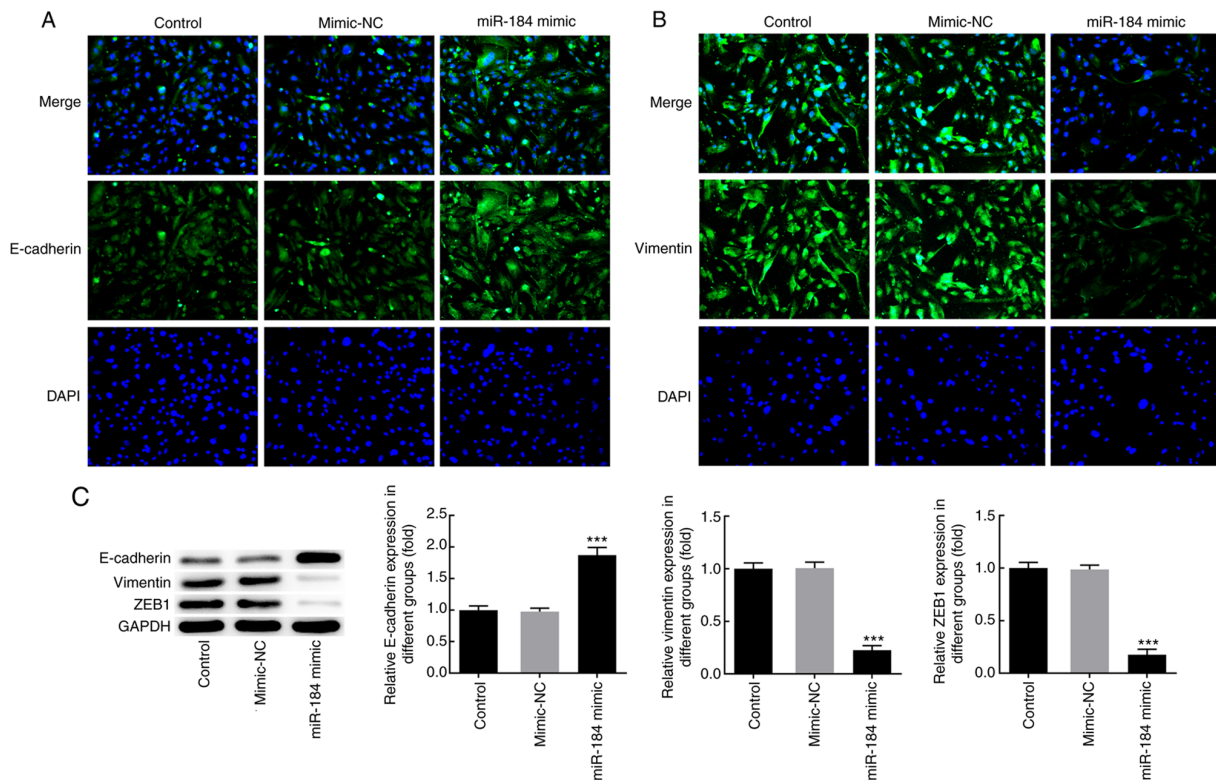 A
Control
Mimic-NC
miR-184 mimic
Merge
E-cadherin
DAPI
B
Control
Mimic-NC
miR-184 mimic
Merge
Vimentin
DAPI
C
E-cadherin
Vimentin
ZEB1
GAPDH
Control
Mimic-NC
miR-184 mimic
Relative E-cadherin expression in
different groups (fold)
2.5
2.0
1.5
1.0
0.5
0.0
***
Control
Mimic-NC
miR-184 mimic
Relative vimentin expression in
different groups (fold)
1.5
1.0
0.5
0.0
***
Control
Mimic-NC
miR-184 mimic
Relative ZEB1 expression in
different groups (fold)
1.5
1.0
0.5
0.0
***
Control
Mimic-NC
miR-184 mimic